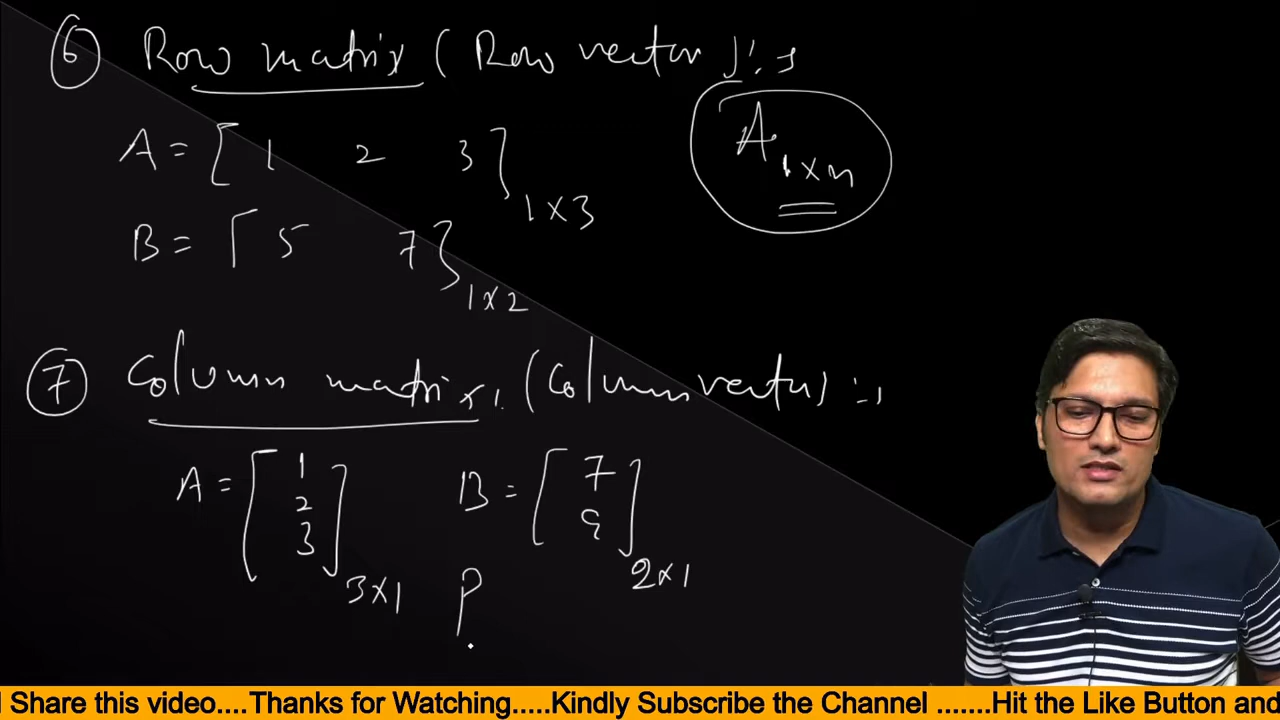 ⑥ Row matrix (Row vector) :-
A = [ 1 2 3 ] 1×3
A 1×n
B = [ 5 7 ] 1×2
⑦ Column matrix: (Column vector) :-
A = [ 1 2 3 ] 3×1 B = [ 7 9 ] 2×1
P
Share this video....Thanks for Watching.....Kindly Subscribe the Channel .......Hit the Like Button and